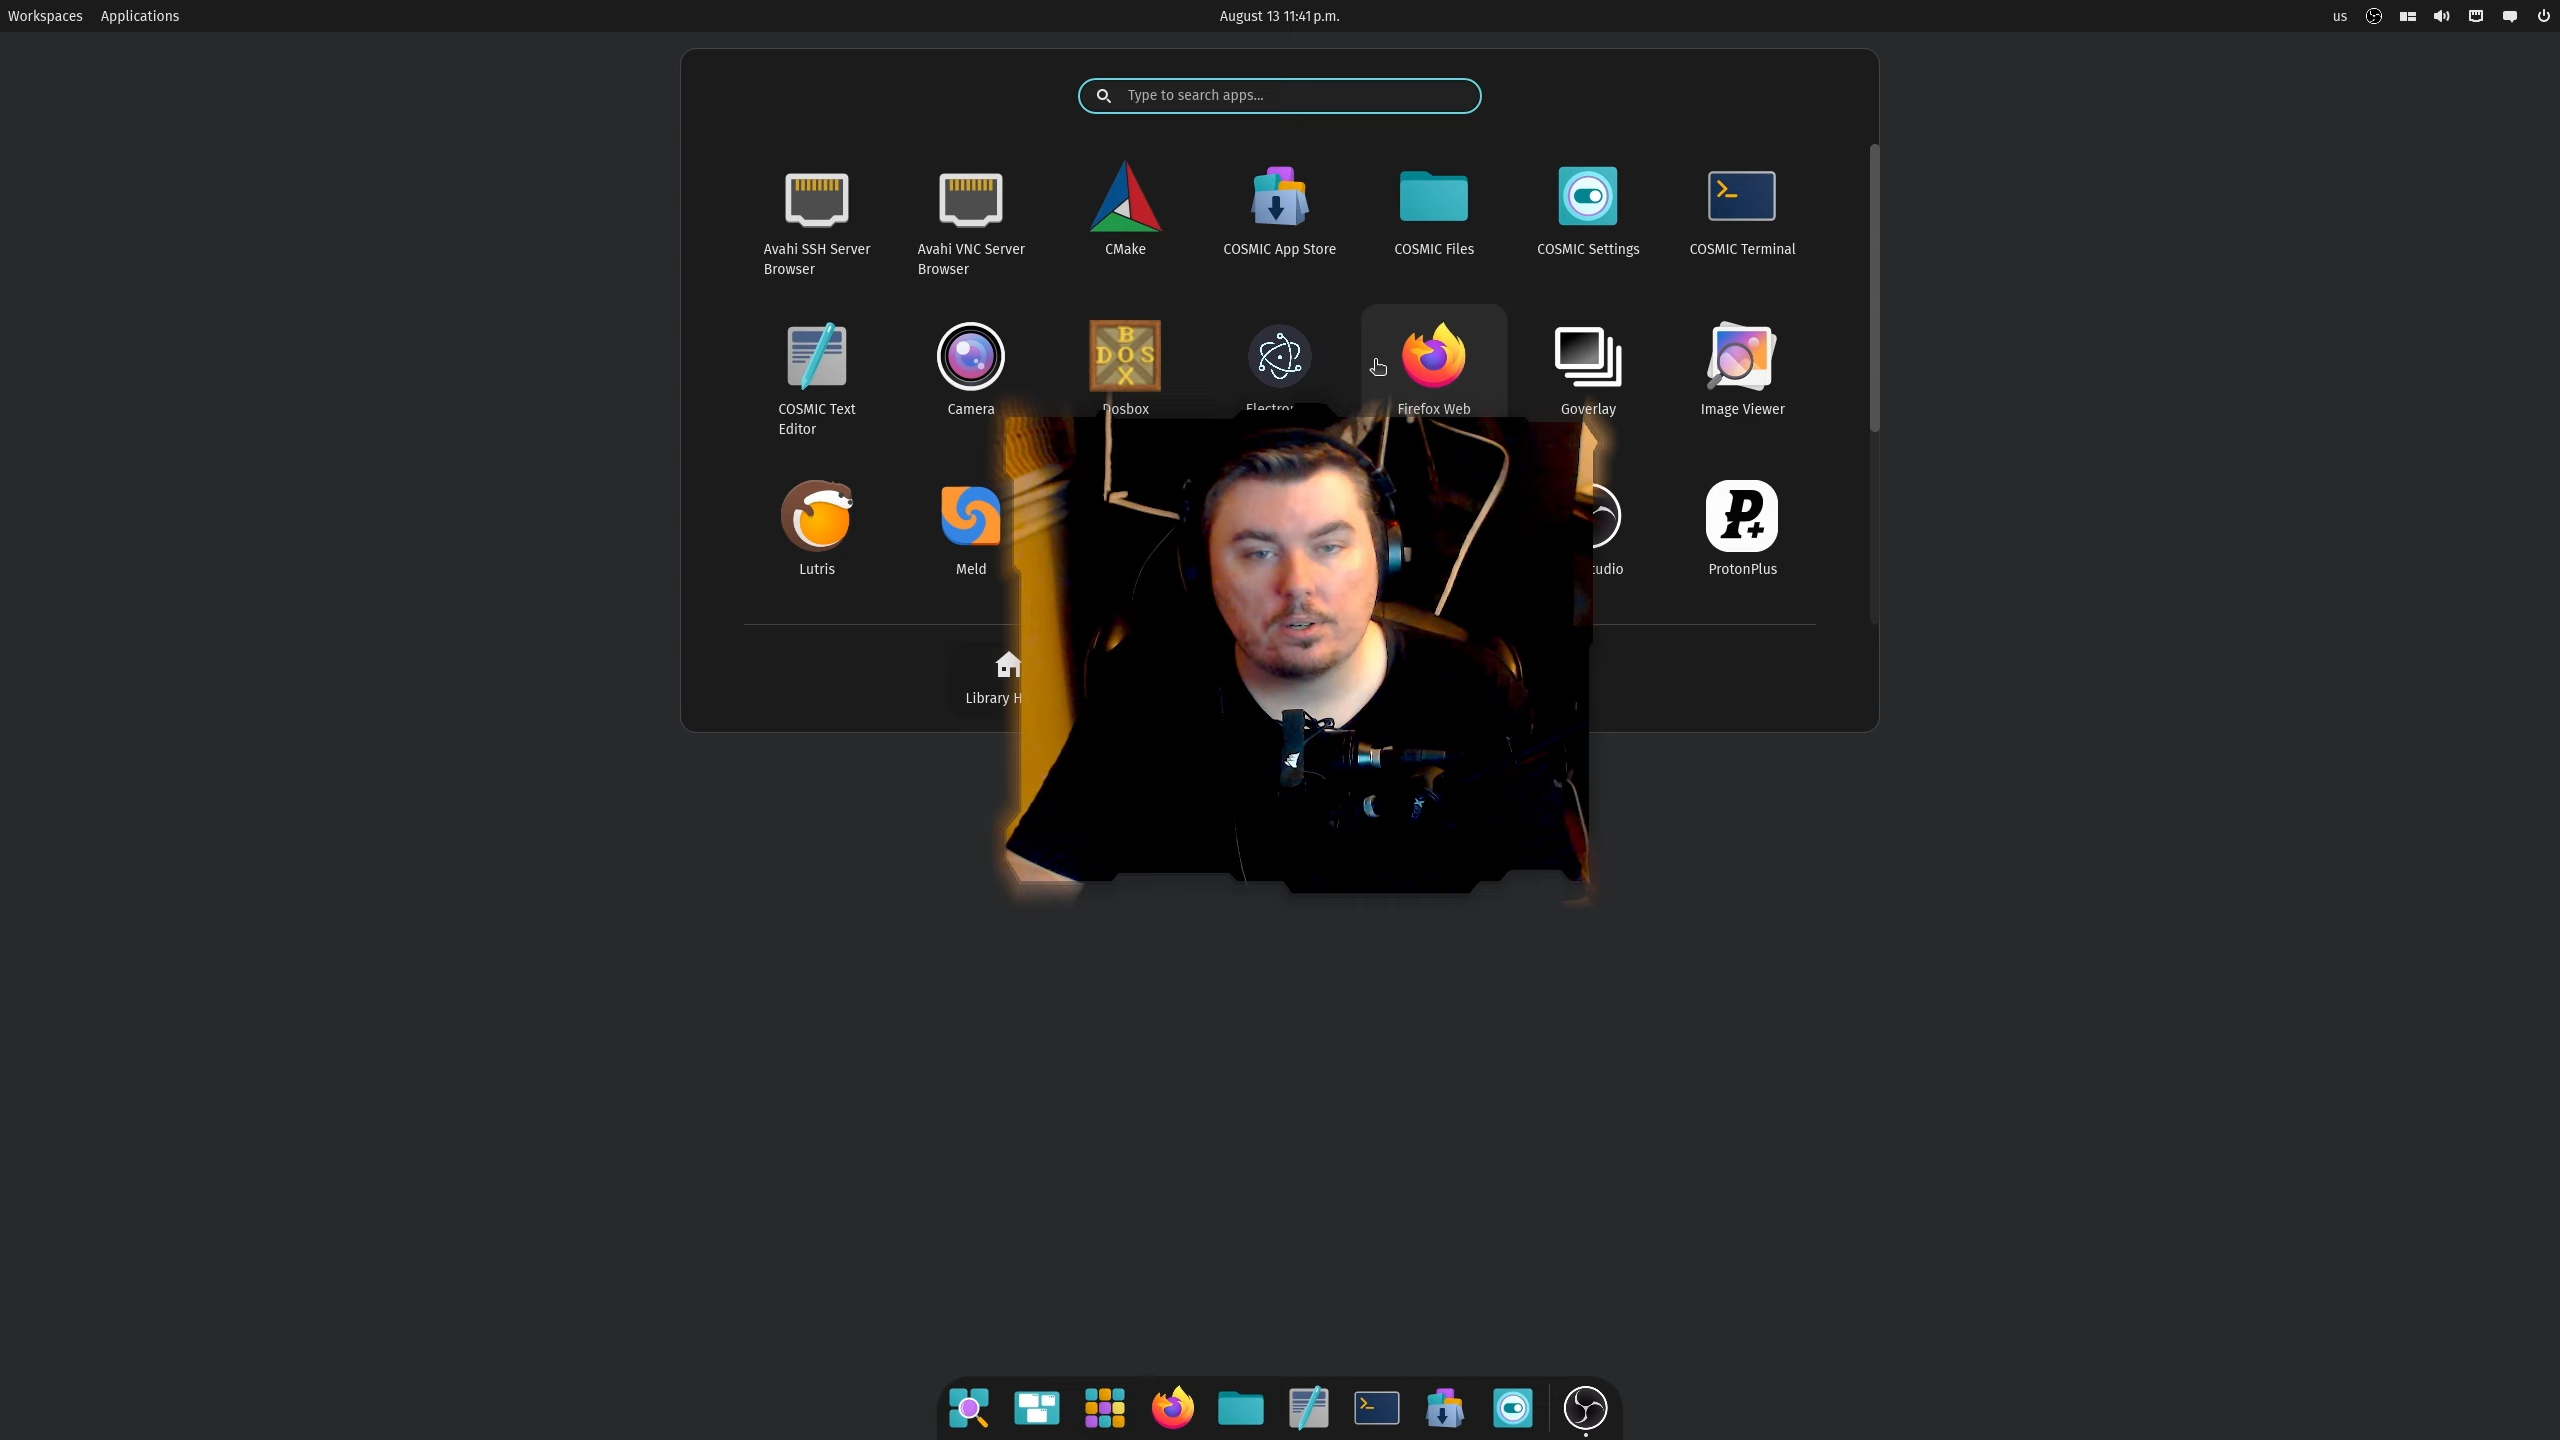 Workspaces Applications August 13 11:41 p.m. us
Type to search apps...
Avahi SSH Server Browser
Avahi VNC Server Browser
CMake
COSMIC App Store
COSMIC Files
COSMIC Settings
COSMIC Terminal
B
DOS
X
COSMIC Text Editor
Camera
Dosbox
Firefox Web
Goverlay
Image Viewer
P+
Lutris
Meld
ProtonPlus
Library